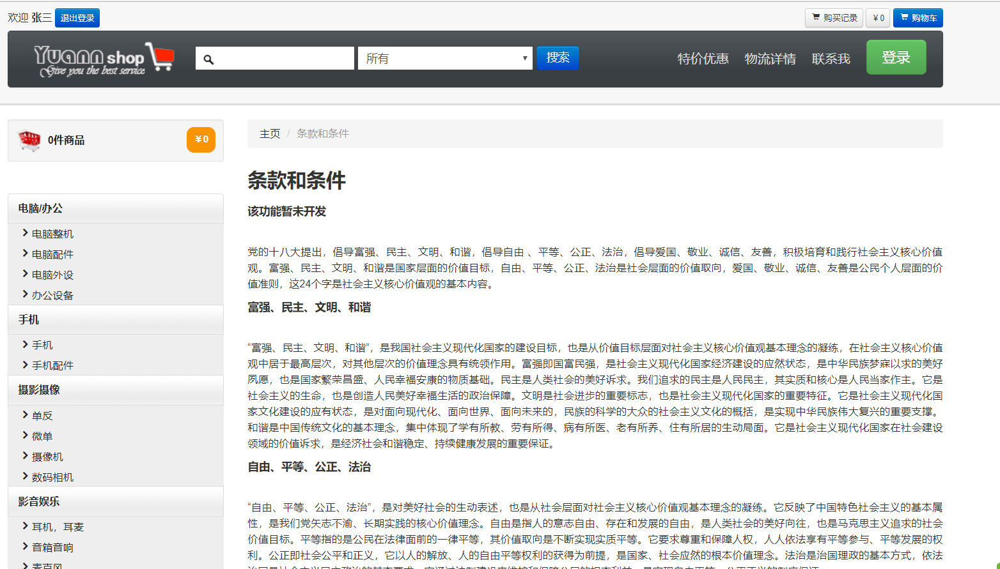 欢迎 张三 退出登录
购买记录 ¥ 0 购物车
Yuann shop
Give you the best service
所有 搜索
特价优惠 物流详情 联系我 登录
0件商品 ¥0
电脑/办公
电脑整机
电脑配件
电脑外设
办公设备
手机
手机
手机配件
摄影摄像
单反
微单
摄像机
数码相机
影音娱乐
耳机，耳麦
音箱音响
麦克风
主页 / 条款和条件
条款和条件
该功能暂未开发
党的十八大提出，倡导富强、民主、文明、和谐，倡导自由 、平等、公正、法治，倡导爱国、敬业、诚信、友善，积极培育和践行社会主义核心价值
观。富强、民主、文明、和谐是国家层面的价值目标，自由、平等、公正、法治是社会层面的价值取向，爱国、敬业、诚信、友善是公民个人层面的价
值准则，这24个字是社会主义核心价值观的基本内容。
富强、民主、文明、和谐
“富强、民主、文明、和谐”，是我国社会主义现代化国家的建设目标，也是从价值目标层面对社会主义核心价值观基本理念的凝练，在社会主义核心价值
观中居于最高层次，对其他层次的价值理念具有统领作用。富强即国富民强，是社会主义现代化国家经济建设的应然状态，是中华民族梦寐以求的美好
夙愿，也是国家繁荣昌盛、人民幸福安康的物质基础。民主是人类社会的美好诉求。我们追求的民主是人民民主，其实质和核心是人民当家作主。它是
社会主义的生命，也是创造人民美好幸福生活的政治保障。文明是社会进步的重要标志，也是社会主义现代化国家的重要特征。它是社会主义现代化国
家文化建设的应有状态，是对面向现代化、面向世界、面向未来的，民族的科学的大众的社会主义文化的概括，是实现中华民族伟大复兴的重要支撑。
和谐是中国传统文化的基本理念，集中体现了学有所教、劳有所得、病有所医、老有所养、住有所居的生动局面。它是社会主义现代化国家在社会建设
领域的价值诉求，是经济社会和谐稳定、持续健康发展的重要保证。
自由、平等、公正、法治
“自由、平等、公正、法治”，是对美好社会的生动表述，也是从社会层面对社会主义核心价值观基本理念的凝练。它反映了中国特色社会主义的基本属
性，是我们党矢志不渝、长期实践的核心价值理念。自由是指人的意志自由、存在和发展的自由，是人类社会的美好向往，也是马克思主义追求的社会
价值目标。平等指的是公民在法律面前的一律平等，其价值取向是不断实现实质平等。它要求尊重和保障人权，人人依法享有平等参与、平等发展的权
利。公正即社会公平和正义，它以人的解放、人的自由平等权利的获得为前提，是国家、社会应然的根本价值理念。法治是治国理政的基本方式，依法